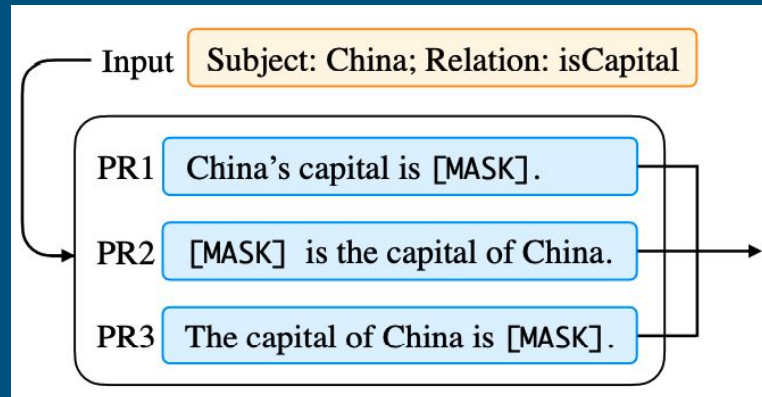 Input Subject: China; Relation: isCapital
PR1 China’s capital is [MASK].
PR2 [MASK] is the capital of China.
PR3 The capital of China is [MASK].